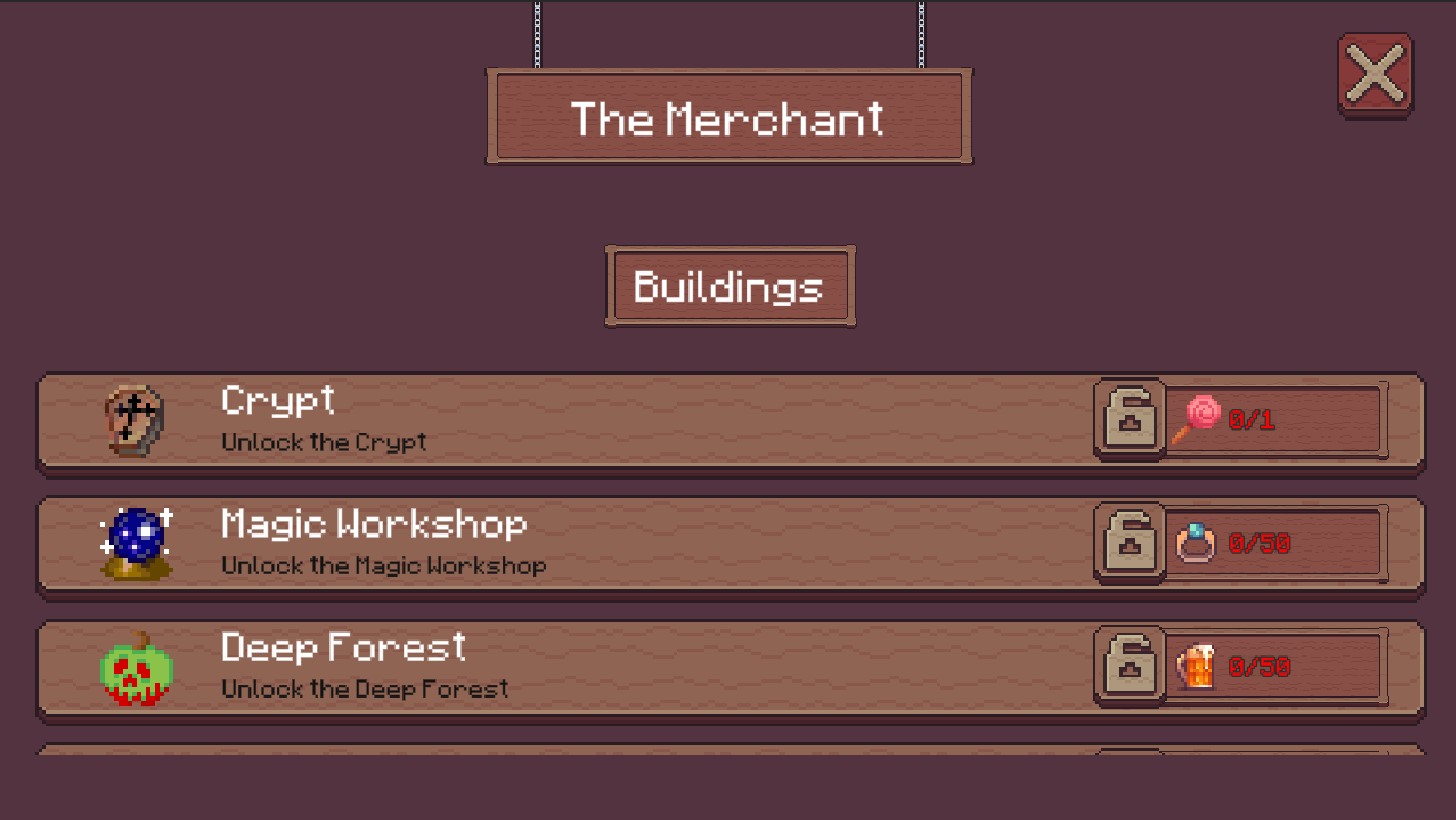 The Merchant
Buildings
Crypt
Unlock the Crypt
0/1
Magic Workshop
Unlock the Magic Workshop
0/50
Deep Forest
Unlock the Deep Forest
0/50